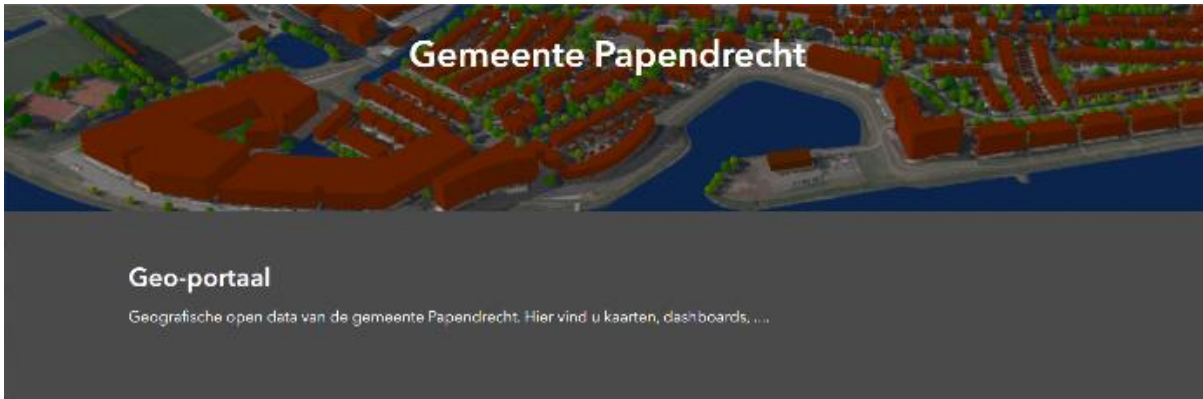 Gemeente Papendrecht
Geo-portaal
Geografische open data van de gemeente Papendrecht. Hier vind u kaarten, dashboards, ....